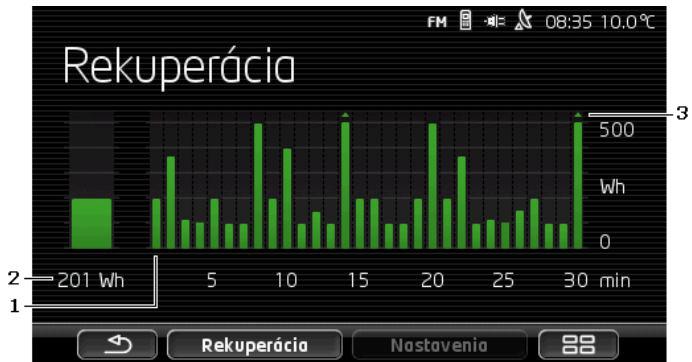 FM 08:35 10.0°C
Rekuperácia
3
500
Wh
0
2 201 Wh 5 10 15 20 25 30 min
1
Rekuperácia Nastavenia